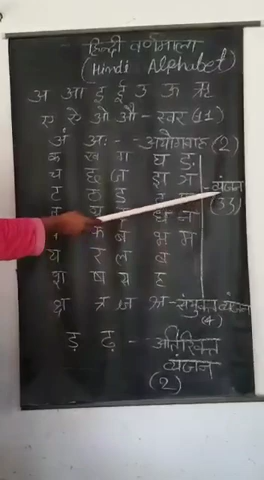 हिन्दी वर्णमाला
(Hindi Alphabet)
अ आ इ ई उ ऊ ऋ
ए ऐ ओ औ - स्वर (11)
अं अः - - अयोगवाह (2)
क ख ग घ ङ
च छ ज झ ञ
ट ठ ड - व्यंजन
(33)
ध न
ब भ म
य र ल व
श ष स ह
क्ष त्र ज्ञ श्र - संयुक्त व्यंजन
(4)
ड़ ढ़ - - अतिरिक्त
व्यंजन
(2)